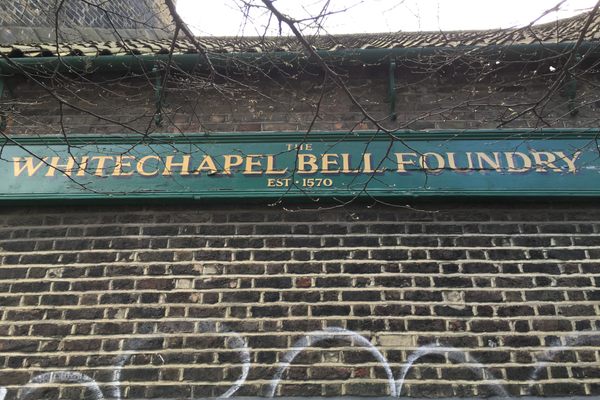 THE
WHITECHAPEL BELL FOUNDRY
EST · 1570